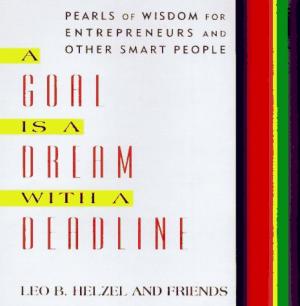 PEARLS OF WISDOM FOR
ENTREPRENEURS AND
OTHER SMART PEOPLE
A
GOAL
IS A
DREAM
WITH A
DEADLINE
LEO B. HELZEL AND FRIENDS